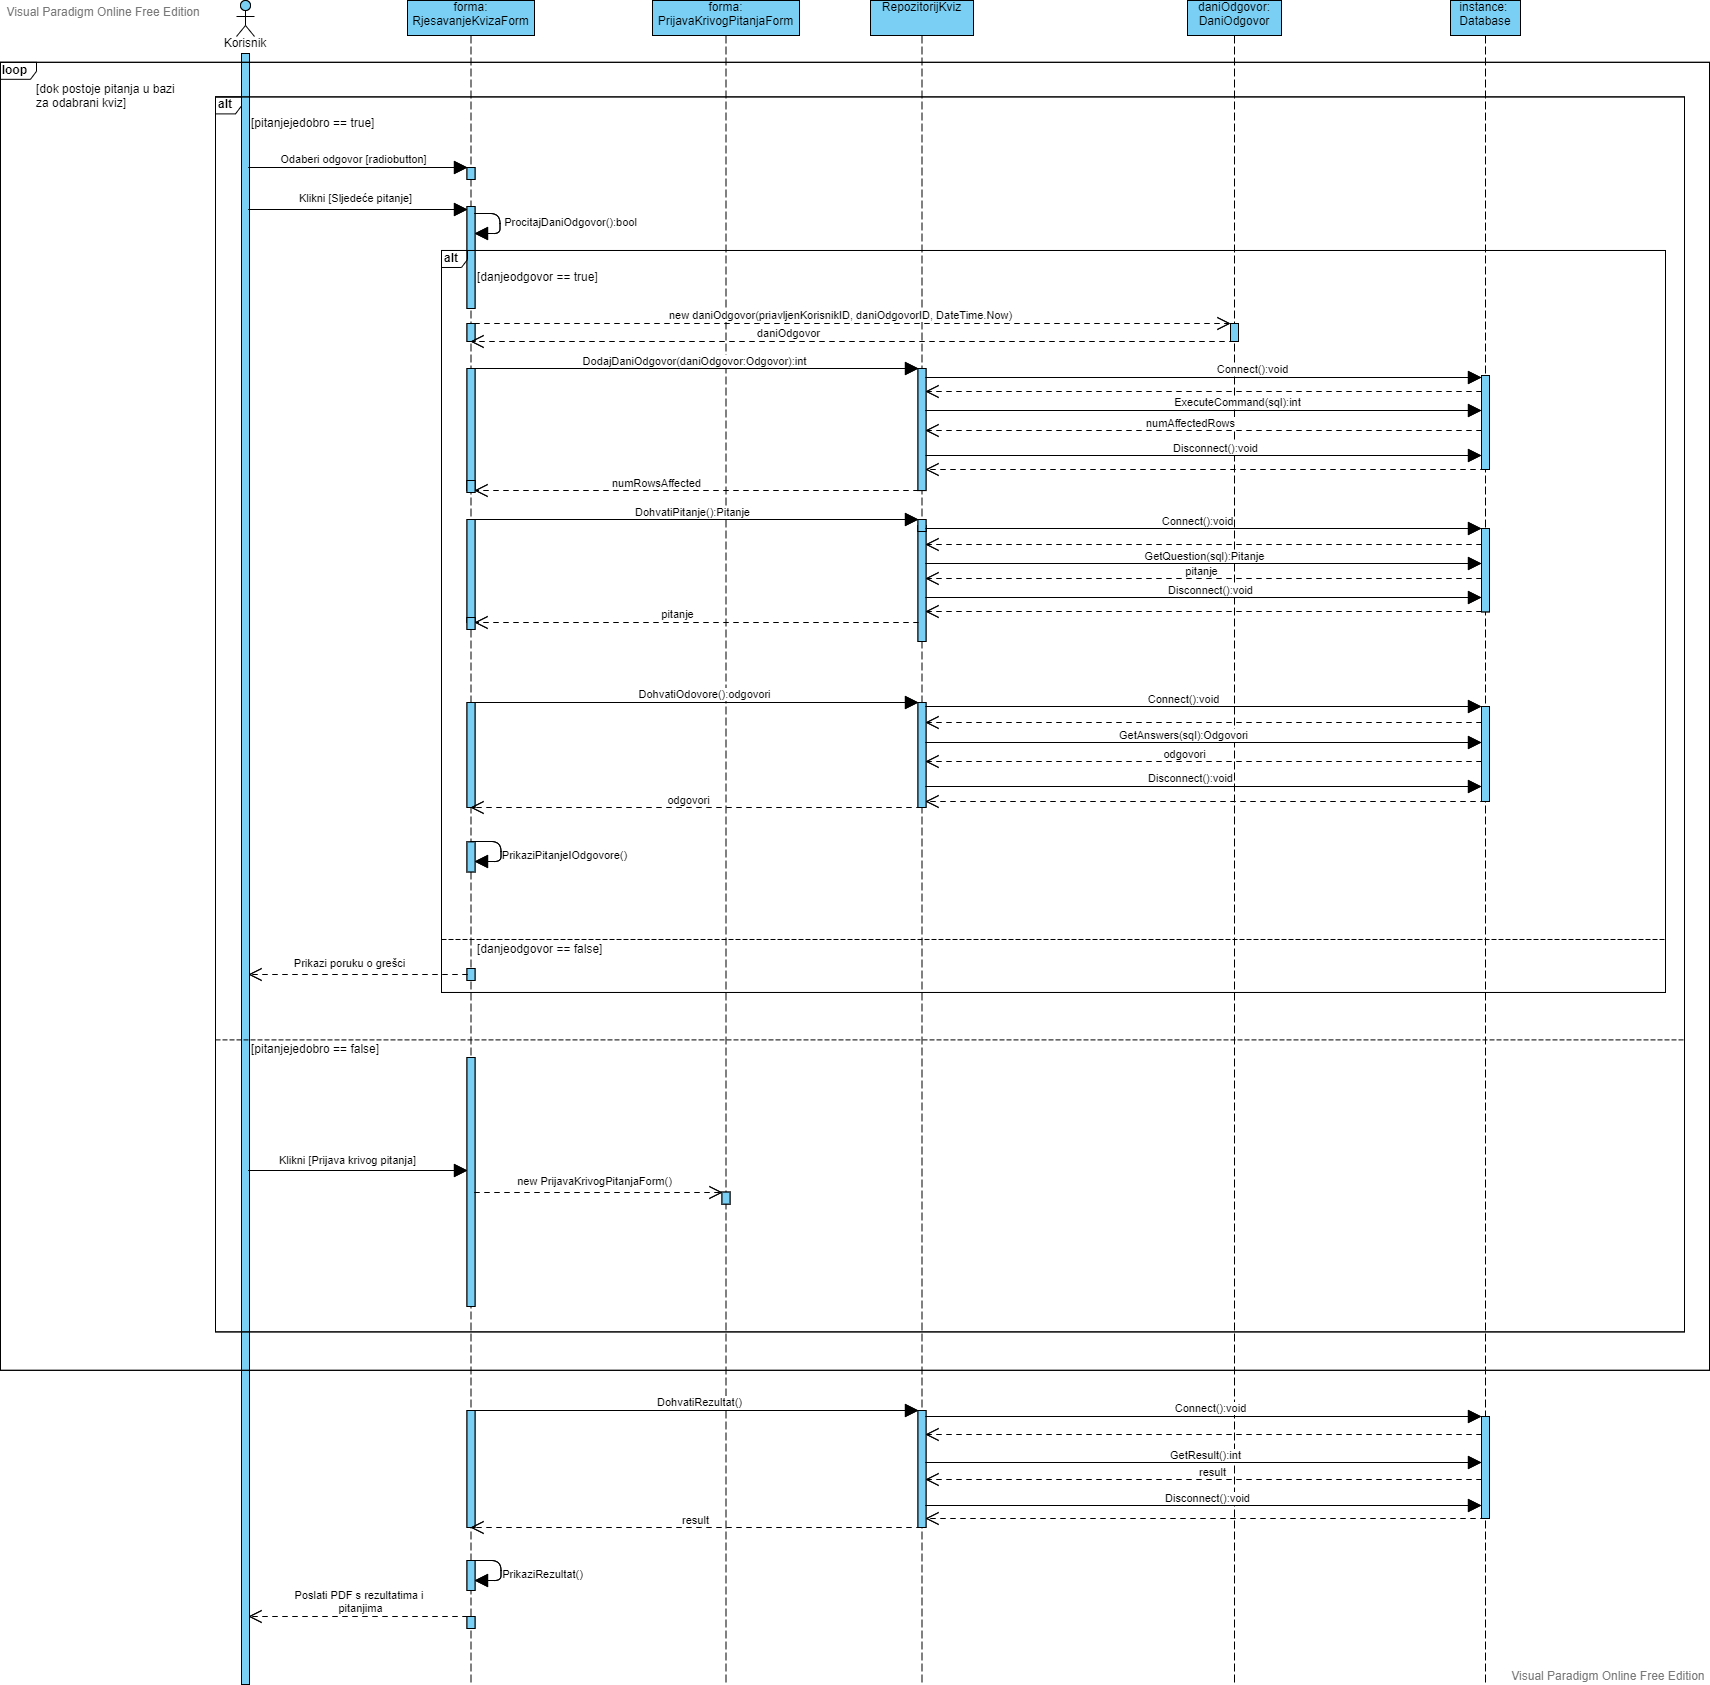 Visual Paradigm Online Free Edition
Korisnik
forma:
RjesavanjeKvizaForm
forma:
PrijavaKrivogPitanjaForm
RepozitorijKviz
daniOdgovor:
DaniOdgovor
instance:
Database
loop
[dok postoje pitanja u bazi
za odabrani kviz]
alt
[pitanjejedobro == true]
Odaberi odgovor [radiobutton]
Klikni [Sljedeće pitanje]
ProcitajDaniOdgovor():bool
alt
[danjeodgovor == true]
new daniOdgovor(priavljenKorisnikID, daniOdgovorID, DateTime.Now)
daniOdgovor
DodajDaniOdgovor(daniOdgovor:Odgovor):int
Connect():void
ExecuteCommand(sql):int
numAffectedRows
Disconnect():void
numRowsAffected
DohvatiPitanje():Pitanje
Connect():void
GetQuestion(sql):Pitanje
pitanje
Disconnect():void
pitanje
DohvatiOdovore():odgovori
Connect():void
GetAnswers(sql):Odgovori
odgovori
Disconnect():void
odgovori
PrikaziPitanjeIOdgovore()
[danjeodgovor == false]
Prikazi poruku o grešci
[pitanjejedobro == false]
Klikni [Prijava krivog pitanja]
new PrijavaKrivogPitanjaForm()
DohvatiRezultat()
Connect():void
GetResult():int
result
Disconnect():void
result
PrikaziRezultat()
Poslati PDF s rezultatima i
pitanjima
Visual Paradigm Online Free Edition